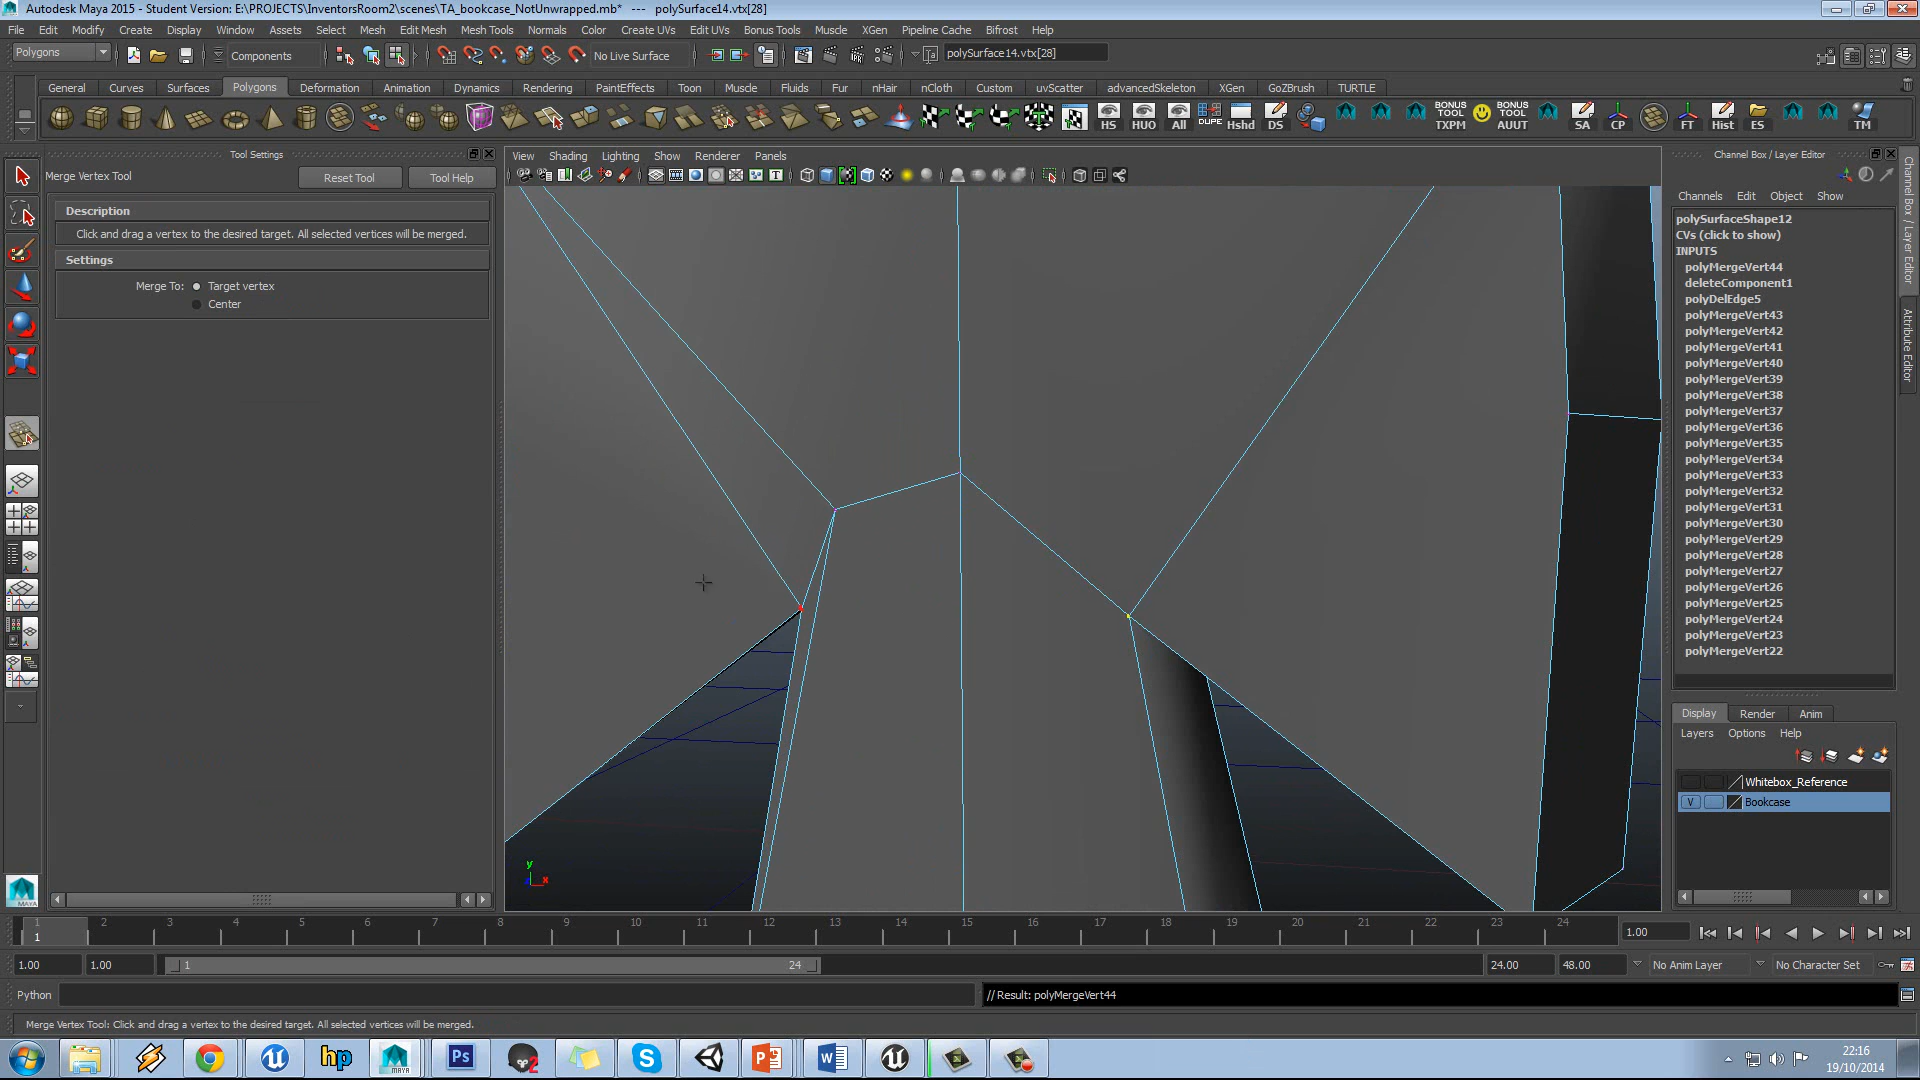 Autodesk Maya 2015 - Student Version: E:\PROJECTS\InventorsRoom2\scenes\TA_bookcase_NotUnwrapped.mb* --- polySurface14.vtx[28]
File Edit Modify Create Display Window Assets Select Mesh Edit Mesh Mesh Tools Normals Color Create UVs Edit UVs Bonus Tools Muscle XGen Pipeline Cache Bifrost Help
Polygons Components No Live Surface polySurface14.vtx[28]
General Curves Surfaces Polygons Deformation Animation Dynamics Rendering PaintEffects Toon Muscle Fluids Fur nHair nCloth Custom uvScatter advancedSkeleton XGen GoZBrush TURTLE
HS HUO All DUPE Hshd DS BONUS TOOL TXPM BONUS TOOL AUUT SA CP FT Hist ES TM
Tool Settings
Merge Vertex Tool Reset Tool Tool Help
Description
Click and drag a vertex to the desired target. All selected vertices will be merged.
Settings
Merge To: Target vertex
Center
View Shading Lighting Show Renderer Panels
y
x
Channel Box / Layer Editor
Channels Edit Object Show
polySurfaceShape12
CVs (click to show)
INPUTS
polyMergeVert44
deleteComponent1
polyDelEdge5
polyMergeVert43
polyMergeVert42
polyMergeVert41
polyMergeVert40
polyMergeVert39
polyMergeVert38
polyMergeVert37
polyMergeVert36
polyMergeVert35
polyMergeVert34
polyMergeVert33
polyMergeVert32
polyMergeVert31
polyMergeVert30
polyMergeVert29
polyMergeVert28
polyMergeVert27
polyMergeVert26
polyMergeVert25
polyMergeVert24
polyMergeVert23
polyMergeVert22
Channel Box / Layer Editor
Attribute Editor
Display Render Anim
Layers Options Help
Whitebox_Reference
V Bookcase
MAYA
1 2 3 4 5 6 7 8 9 10 11 12 13 14 15 16 17 18 19 20 21 22 23 24
1
1.00
1.00 1.00 1 24 24.00 48.00 No Anim Layer No Character Set
Python // Result: polyMergeVert44
Merge Vertex Tool: Click and drag a vertex to the desired target. All selected vertices will be merged.
hp MAYA Ps 2 S P W
22:16
19/10/2014